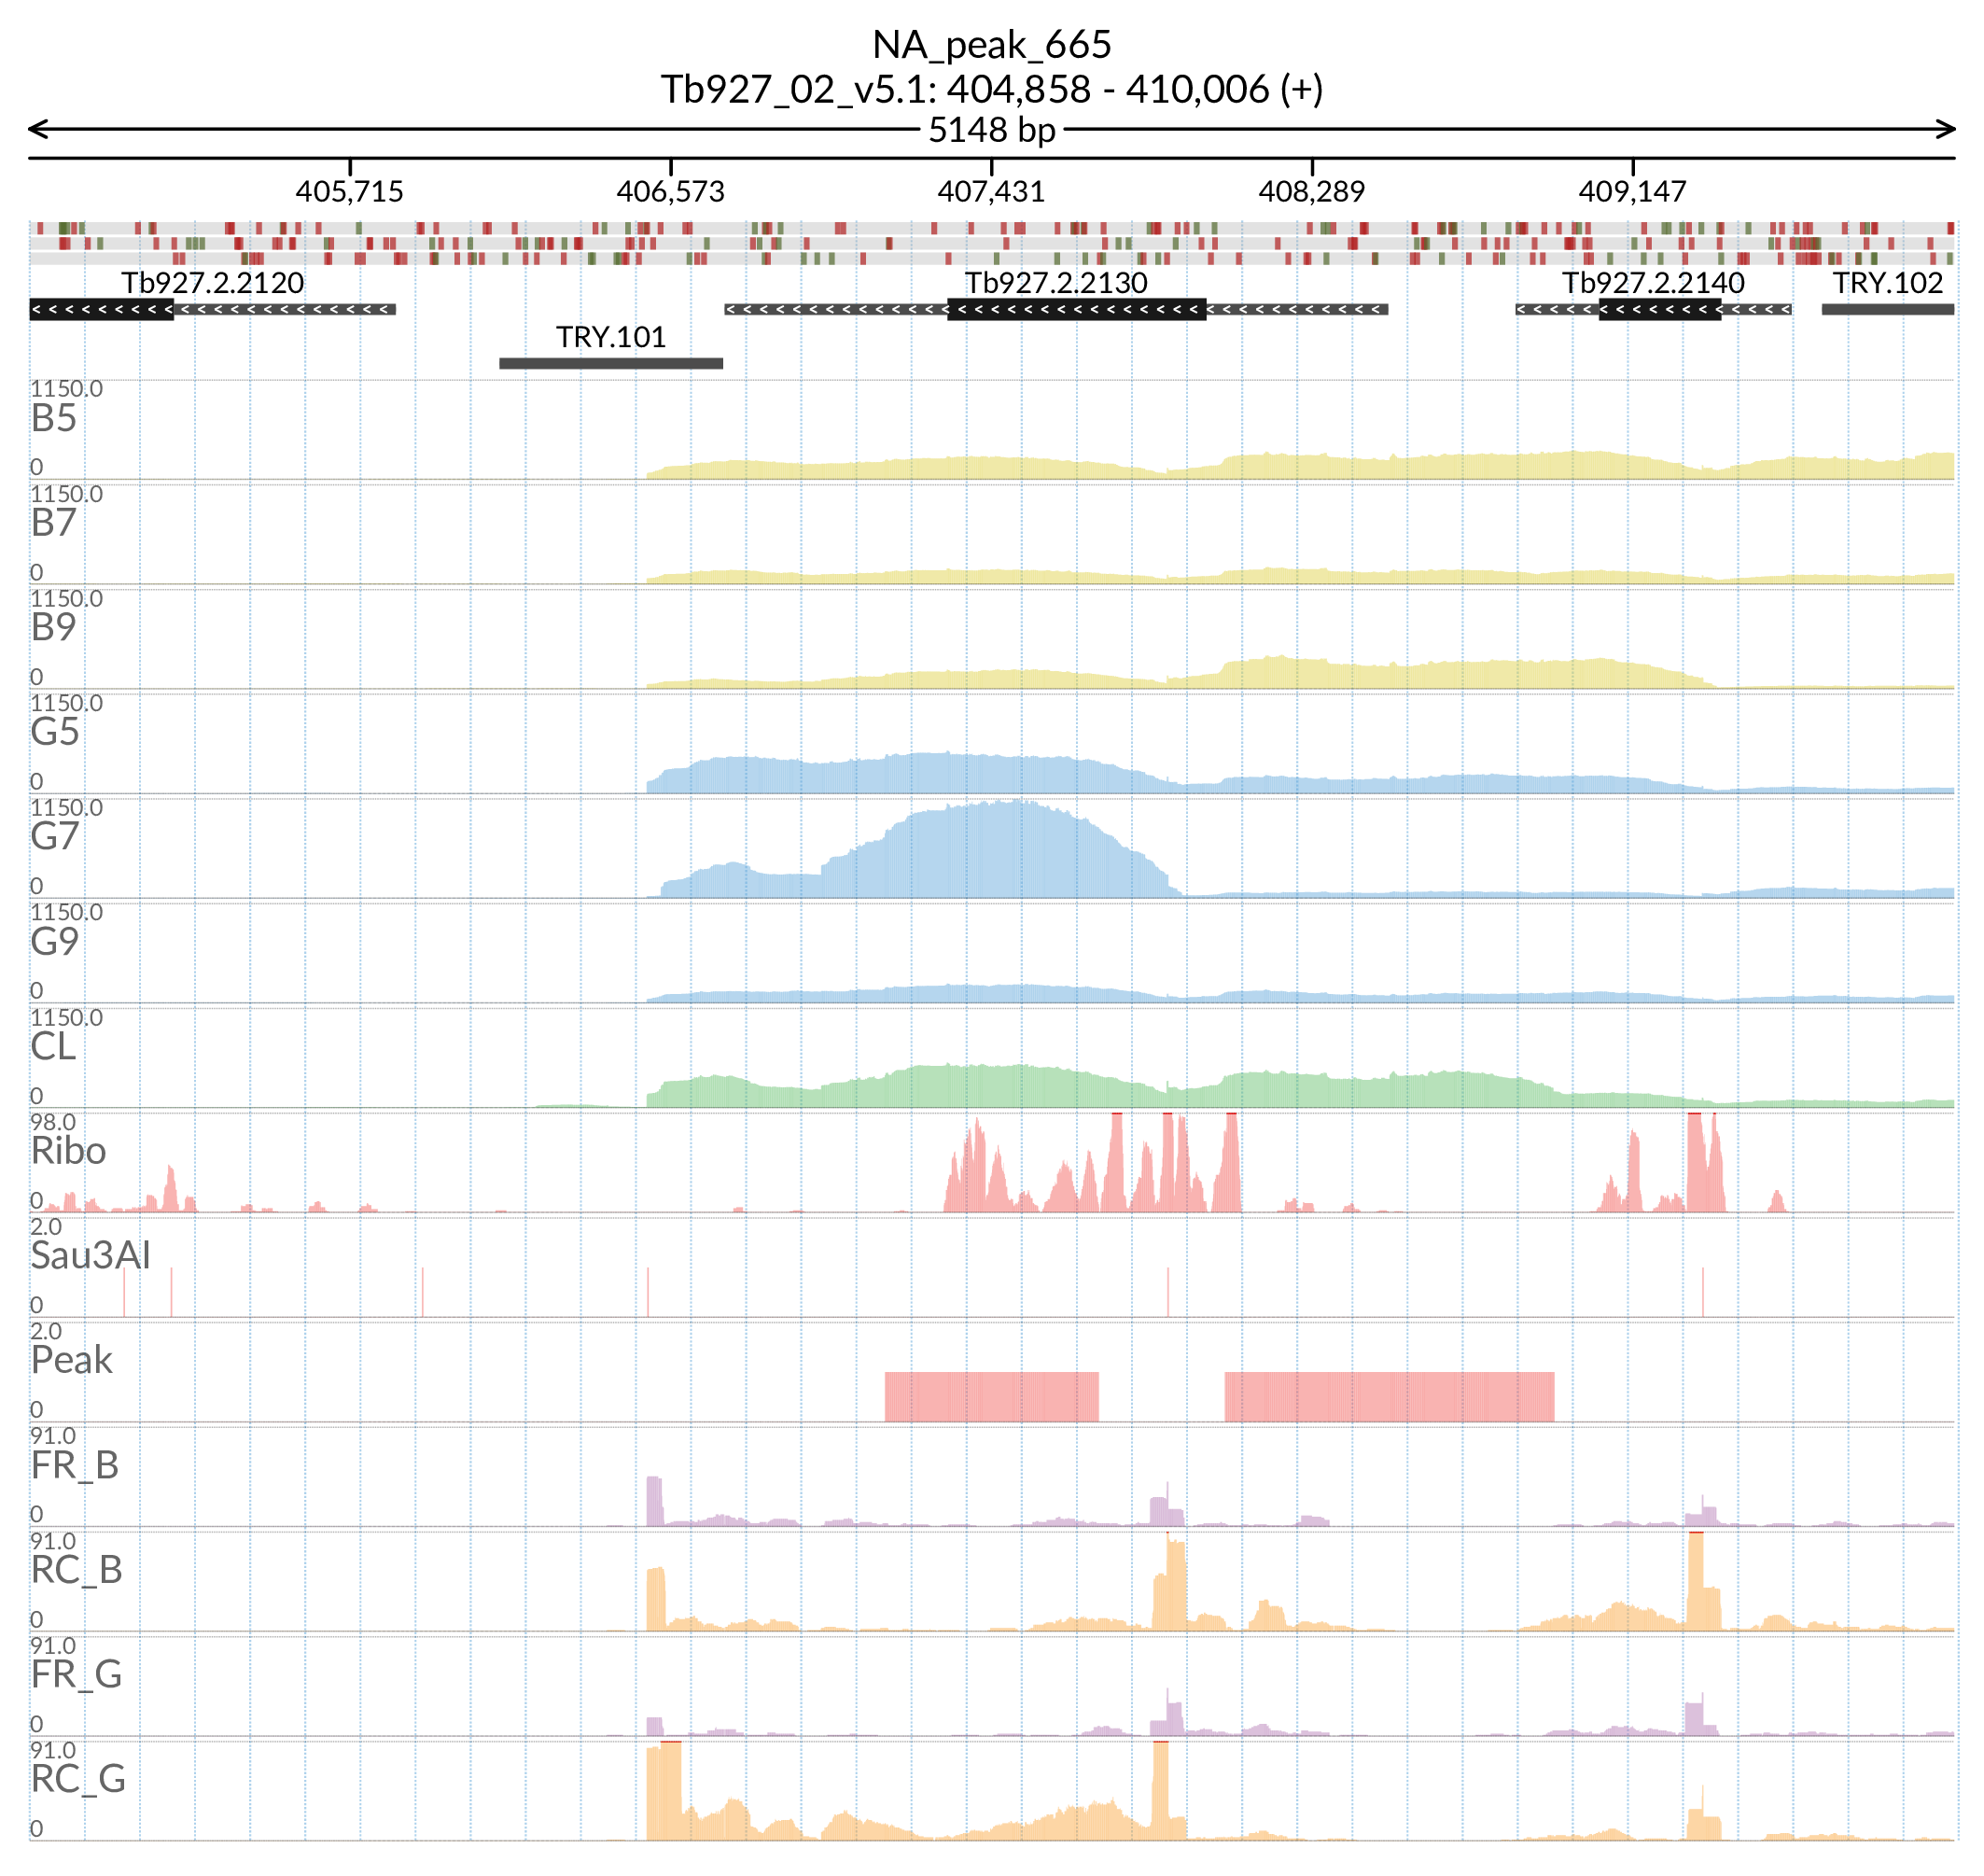 NA_peak_665
Tb927_02_v5.1: 404,858 - 410,006 (+)
5148 bp
405,715 406,573 407,431 408,289 409,147
Tb927.2.2120 Tb927.2.2130 Tb927.2.2140 TRY.102
TRY.101
1150.0
B5
0
1150.0
B7
0
1150.0
B9
0
1150.0
G5
0
1150.0
G7
0
1150.0
G9
0
1150.0
CL
0
98.0
Ribo
0
2.0
Sau3AI
0
2.0
Peak
0
91.0
FR_B
0
91.0
RC_B
0
91.0
FR_G
0
91.0
RC_G
0